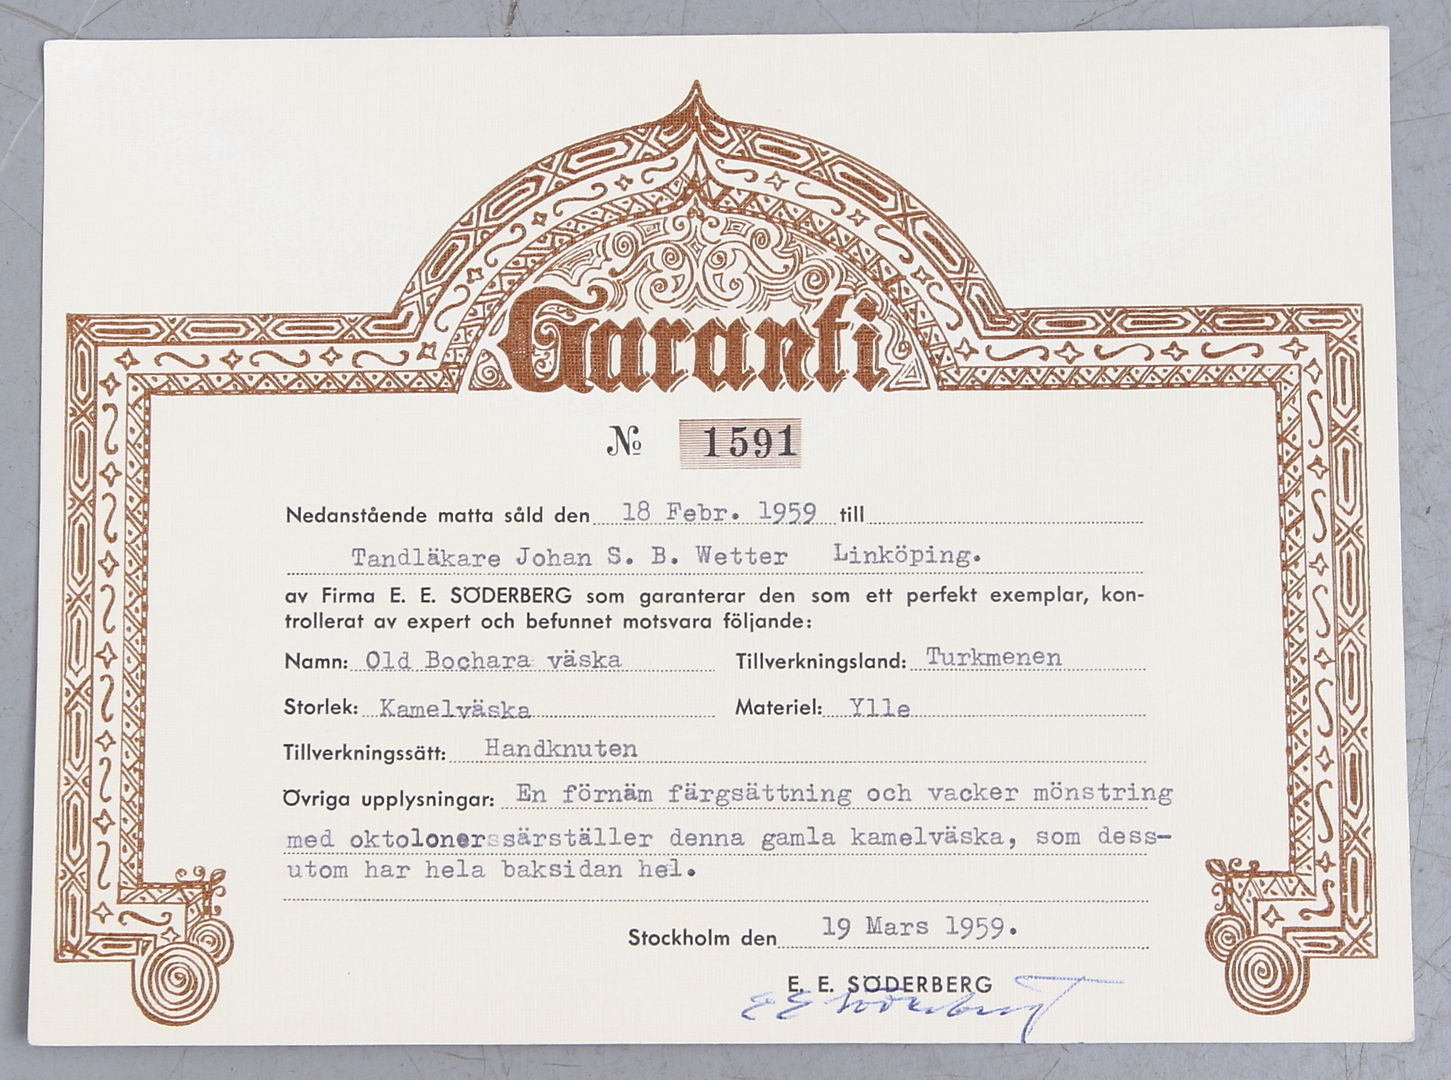 Garanti
№ 1591
Nedanstående matta såld den 18 Febr. 1959 till
Tandläkare Johan S. B. Wetter Linköping.
av Firma E. E. SÖDERBERG som garanterar den som ett perfekt exemplar, kon-
trollerat av expert och befunnet motsvara följande:
Namn: Old Bochara väska Tillverkningsland: Turkmenen
Storlek: Kamelväska Materiel: Ylle
Tillverkningssätt: Handknuten
Övriga upplysningar: En förnäm färgsättning och vacker mönstring
med oktoloner särställer denna gamla kamelväska, som dess-
utom har hela baksidan hel.
Stockholm den 19 Mars 1959.
E. E. SÖDERBERG
E E Söderberg